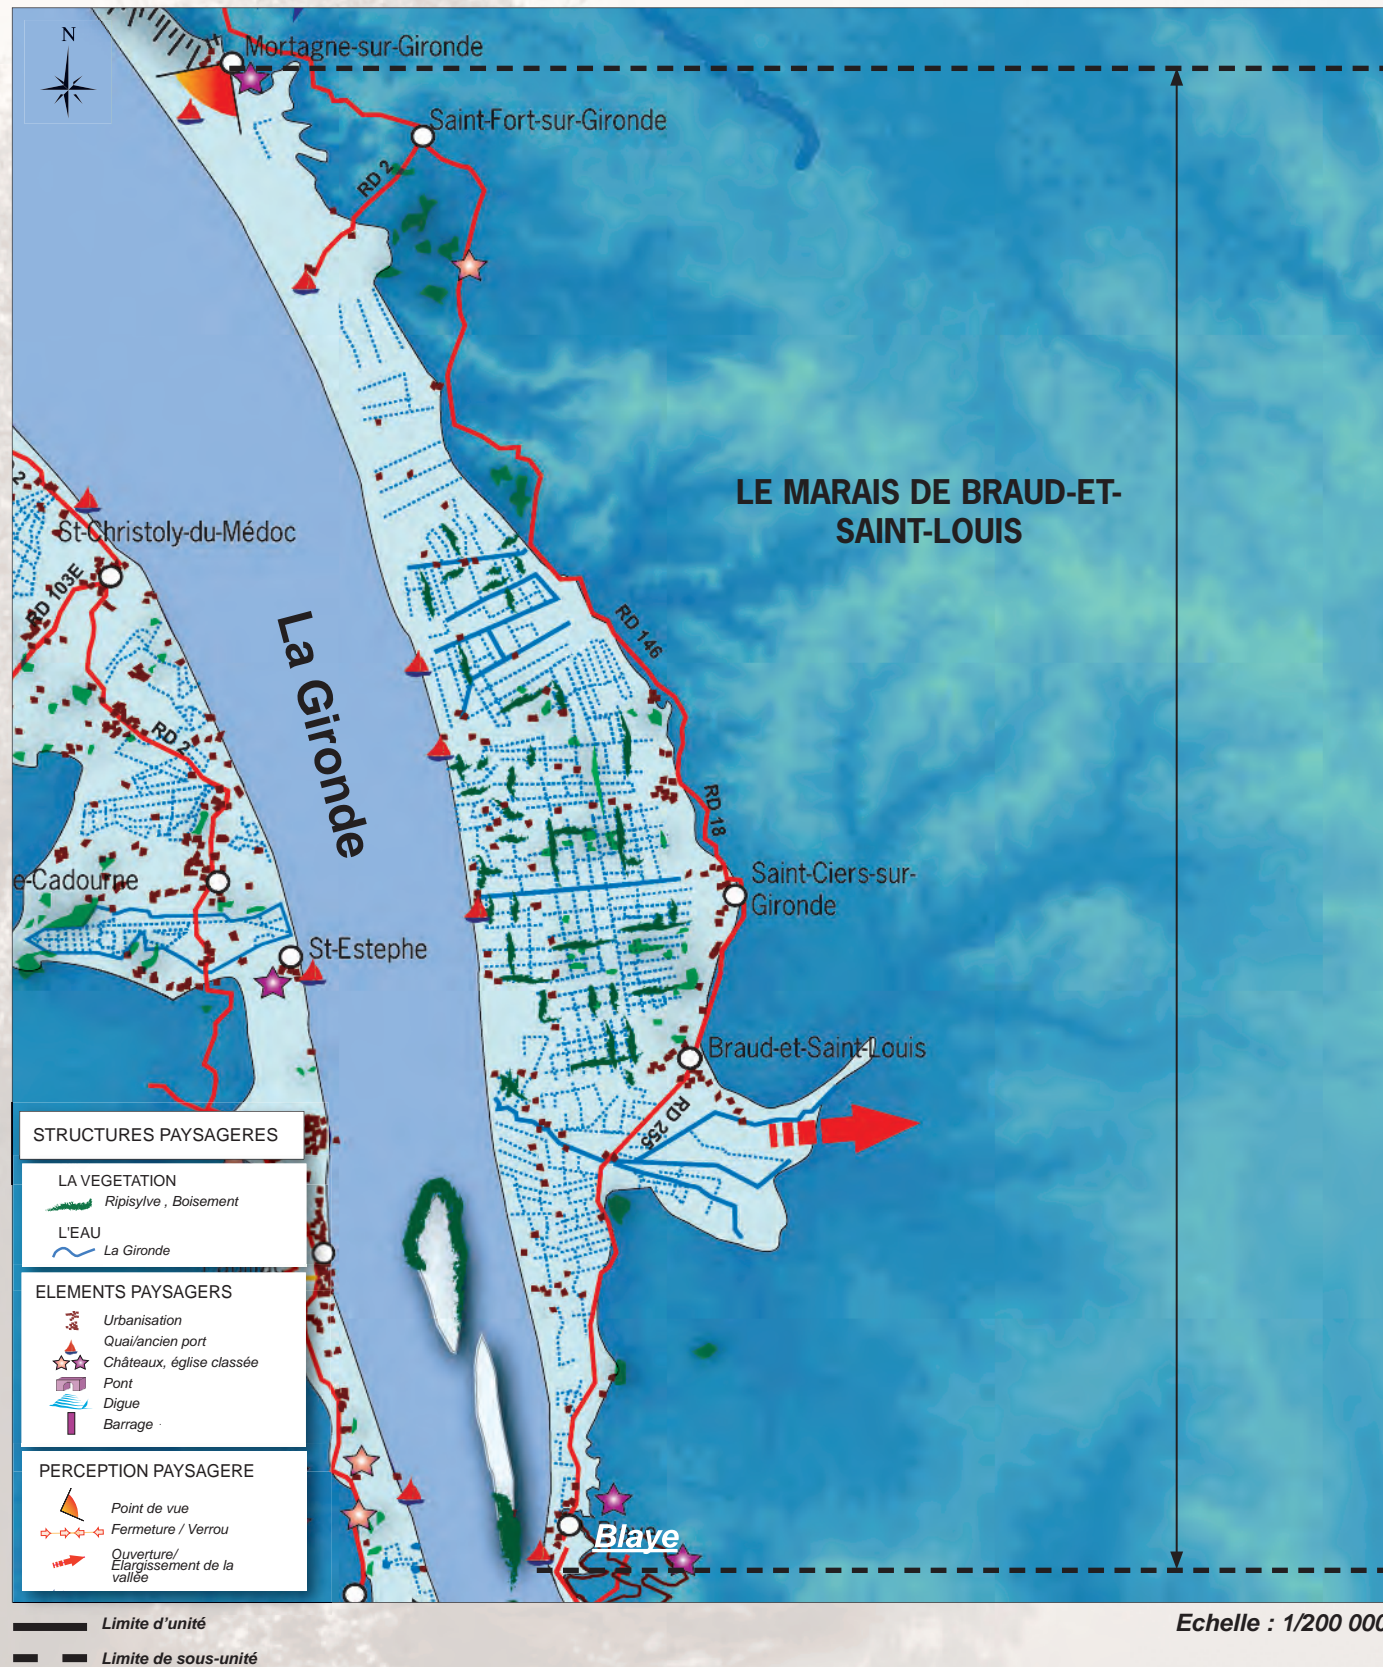 N
Mortagne-sur-Gironde
Saint-Fort-sur-Gironde
RD 2
LE MARAIS DE BRAUD-ET-
SAINT-LOUIS
St-Christoly-du-Médoc
RD 103E
La Gironde
RD 146
RD 2
RD 18
Saint-Ciers-sur-
Gironde
e-Cadourne
St-Estephe
Braud-et-Saint-Louis
RD 255
STRUCTURES PAYSAGERES
LA VEGETATION
Ripisylve , Boisement
L'EAU
La Gironde
ELEMENTS PAYSAGERS
Urbanisation
Quai/ancien port
Châteaux, église classée
Pont
Digue
Barrage
PERCEPTION PAYSAGERE
Point de vue
Fermeture / Verrou
Ouverture/
Elargissement de la
vallée
Blaye
Limite d'unité
Limite de sous-unité
Echelle : 1/200 000